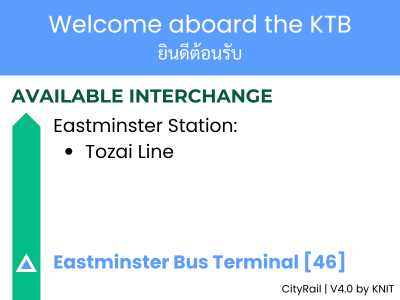 Welcome aboard the KTB
ยินดีต้อนรับ
AVAILABLE INTERCHANGE
Eastminster Station:
• Tozai Line
Eastminster Bus Terminal [46]
CityRail | V4.0 by KNIT